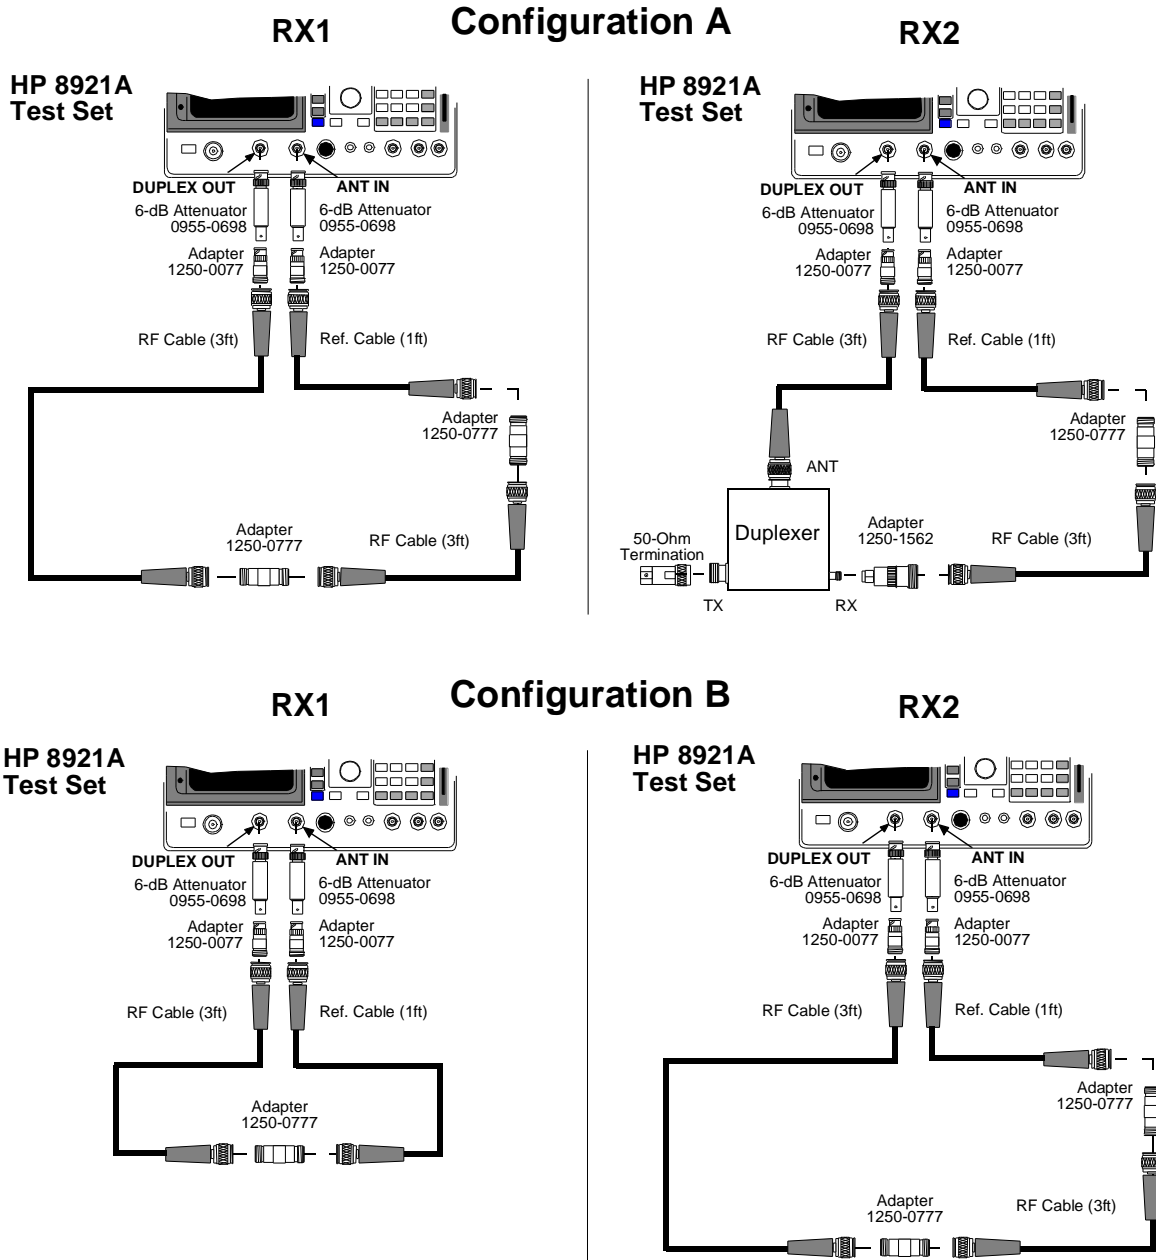 Configuration A
RX1
HP 8921A
Test Set
DUPLEX OUT
ANT IN
6-dB Attenuator
0955-0698
6-dB Attenuator
0955-0698
Adapter
1250-0077
Adapter
1250-0077
RF Cable (3ft)
Ref. Cable (1ft)
Adapter
1250-0777
Adapter
1250-0777
RF Cable (3ft)
RX2
HP 8921A
Test Set
DUPLEX OUT
ANT IN
6-dB Attenuator
0955-0698
6-dB Attenuator
0955-0698
Adapter
1250-0077
Adapter
1250-0077
RF Cable (3ft)
Ref. Cable (1ft)
Adapter
1250-0777
ANT
Duplexer
50-Ohm
Termination
Adapter
1250-1562
RF Cable (3ft)
TX
RX
Configuration B
RX1
HP 8921A
Test Set
DUPLEX OUT
ANT IN
6-dB Attenuator
0955-0698
6-dB Attenuator
0955-0698
Adapter
1250-0077
Adapter
1250-0077
RF Cable (3ft)
Ref. Cable (1ft)
Adapter
1250-0777
RX2
HP 8921A
Test Set
DUPLEX OUT
ANT IN
6-dB Attenuator
0955-0698
6-dB Attenuator
0955-0698
Adapter
1250-0077
Adapter
1250-0077
RF Cable (3ft)
Ref. Cable (1ft)
Adapter
1250-0777
Adapter
1250-0777
RF Cable (3ft)